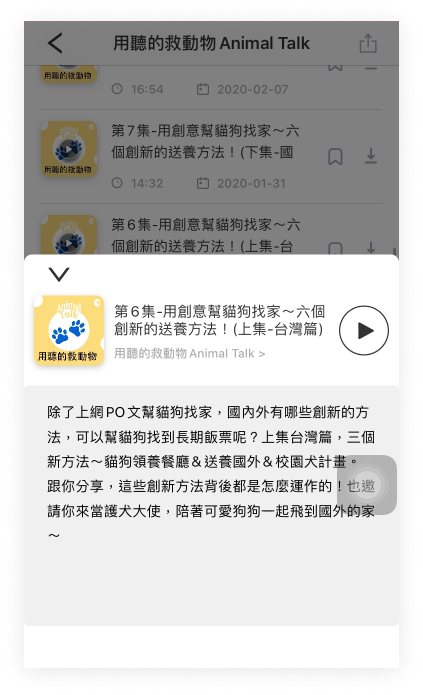 用聽的救動物 Animal Talk
用聽的救動物
16:54
2020-02-07
第7集-用創意幫貓狗找家～六
個創新的送養方法！(下集-國
用聽的救動物
14:32
2020-01-31
第6集-用創意幫貓狗找家～六
個創新的送養方法！(上集-台
第6集-用創意幫貓狗找家～六個
創新的送養方法！(上集-台灣篇)
用聽的救動物 Animal Talk >
Animal
Talk
用聽的救動物
除了上網PO文幫貓狗找家，國內外有哪些創新的方
法，可以幫貓狗找到長期飯票呢？上集台灣篇，三個
新方法～貓狗領養餐廳＆送養國外＆校園犬計畫。
跟你分享，這些創新方法背後都是怎麼運作的！也邀
請你來當護犬大使，陪著可愛狗狗一起飛到國外的家
～